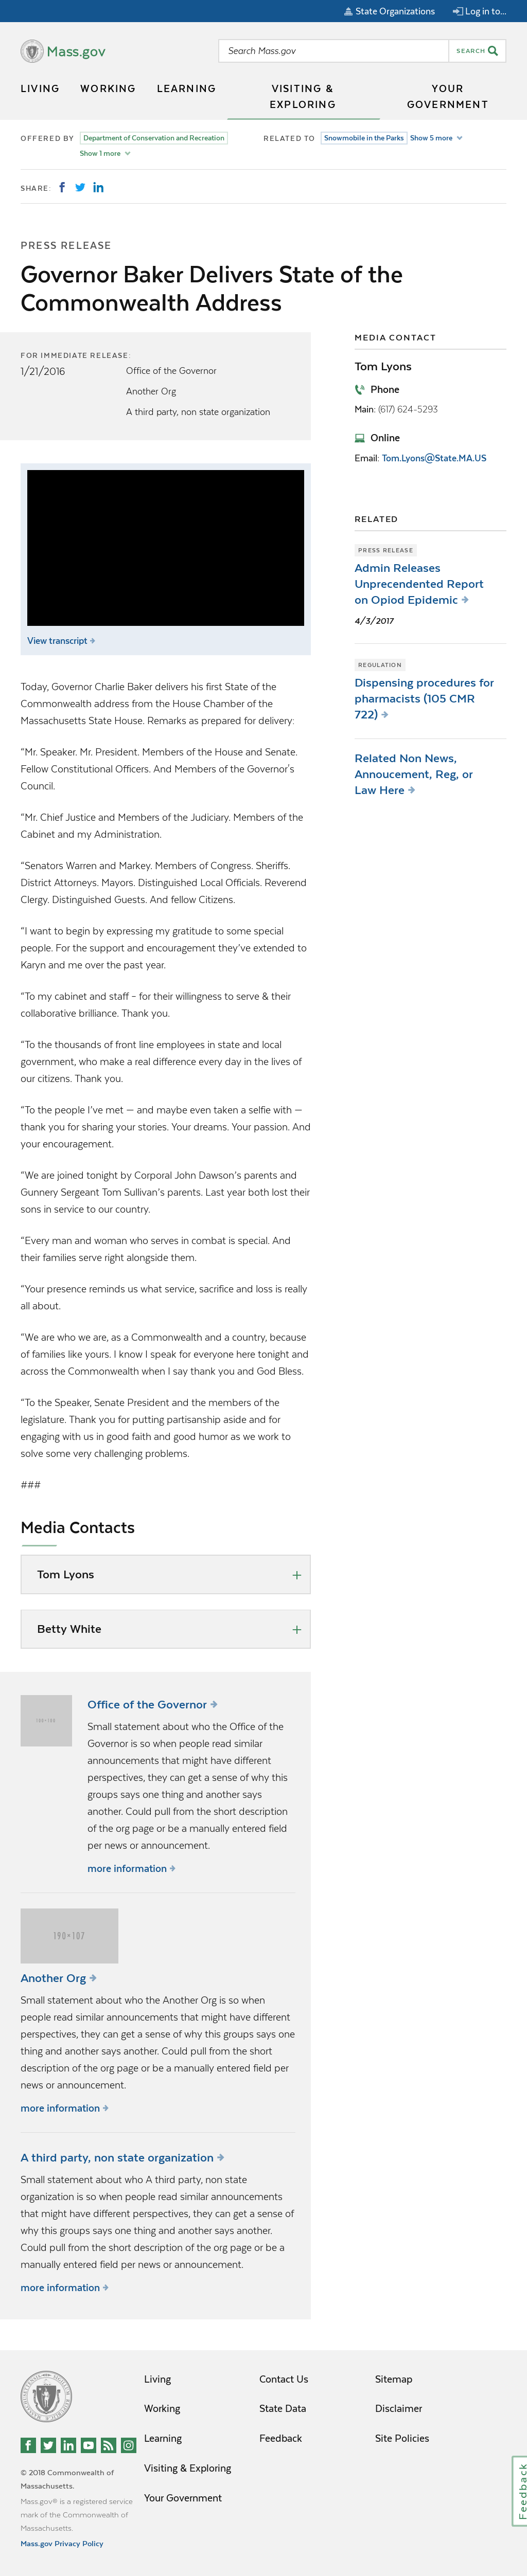 State Organizations
Log in to...
Mass.gov
Search Mass.gov
SEARCH
LIVING
WORKING
LEARNING
VISITING &
EXPLORING
YOUR
GOVERNMENT
OFFERED BY
Department of Conservation and Recreation
Show 1 more
RELATED TO
Snowmobile in the Parks
Show 5 more
SHARE:
PRESS RELEASE
Governor Baker Delivers State of the
Commonwealth Address
FOR IMMEDIATE RELEASE:
1/21/2016
Office of the Governor
Another Org
A third party, non state organization
View transcript
Today, Governor Charlie Baker delivers his first State of the
Commonwealth address from the House Chamber of the
Massachusetts State House. Remarks as prepared for delivery:
“Mr. Speaker. Mr. President. Members of the House and Senate.
Fellow Constitutional Officers. And Members of the Governor’s
Council.
“Mr. Chief Justice and Members of the Judiciary. Members of the
Cabinet and my Administration.
“Senators Warren and Markey. Members of Congress. Sheriffs.
District Attorneys. Mayors. Distinguished Local Officials. Reverend
Clergy. Distinguished Guests. And fellow Citizens.
“I want to begin by expressing my gratitude to some special
people. For the support and encouragement they’ve extended to
Karyn and me over the past year.
“To my cabinet and staff – for their willingness to serve & their
collaborative brilliance. Thank you.
“To the thousands of front line employees in state and local
government, who make a real difference every day in the lives of
our citizens. Thank you.
“To the people I’ve met — and maybe even taken a selfie with —
thank you for sharing your stories. Your dreams. Your passion. And
your encouragement.
“We are joined tonight by Corporal John Dawson’s parents and
Gunnery Sergeant Tom Sullivan’s parents. Last year both lost their
sons in service to our country.
“Every man and woman who serves in combat is special. And
their families serve right alongside them.
“Your presence reminds us what service, sacrifice and loss is really
all about.
“We are who we are, as a Commonwealth and a country, because
of families like yours. I know I speak for everyone here tonight and
across the Commonwealth when I say thank you and God Bless.
“To the Speaker, Senate President and the members of the
legislature. Thank you for putting partisanship aside and for
engaging with us in good faith and good humor as we work to
solve some very challenging problems.
###
Media Contacts
Tom Lyons
Betty White
MEDIA CONTACT
Tom Lyons
Phone
Main: (617) 624-5293
Online
Email: Tom.Lyons@State.MA.US
RELATED
PRESS RELEASE
Admin Releases
Unprecendented Report
on Opiod Epidemic
4/3/2017
REGULATION
Dispensing procedures for
pharmacists (105 CMR
722)
Related Non News,
Annoucement, Reg, or
Law Here
Office of the Governor
Small statement about who the Office of the
Governor is so when people read similar
announcements that might have different
perspectives, they can get a sense of why this
groups says one thing and another says
another. Could pull from the short description
of the org page or be a manually entered field
per news or announcement.
more information
190×107
Another Org
Small statement about who the Another Org is so when
people read similar announcements that might have different
perspectives, they can get a sense of why this groups says one
thing and another says another. Could pull from the short
description of the org page or be a manually entered field per
news or announcement.
more information
A third party, non state organization
Small statement about who A third party, non state
organization is so when people read similar announcements
that might have different perspectives, they can get a sense of
why this groups says one thing and another says another.
Could pull from the short description of the org page or be a
manually entered field per news or announcement.
more information
Living
Working
Learning
Visiting & Exploring
Your Government
Contact Us
State Data
Feedback
Sitemap
Disclaimer
Site Policies
© 2018 Commonwealth of
Massachusetts.
Mass.gov® is a registered service
mark of the Commonwealth of
Massachusetts.
Mass.gov Privacy Policy
Feedback